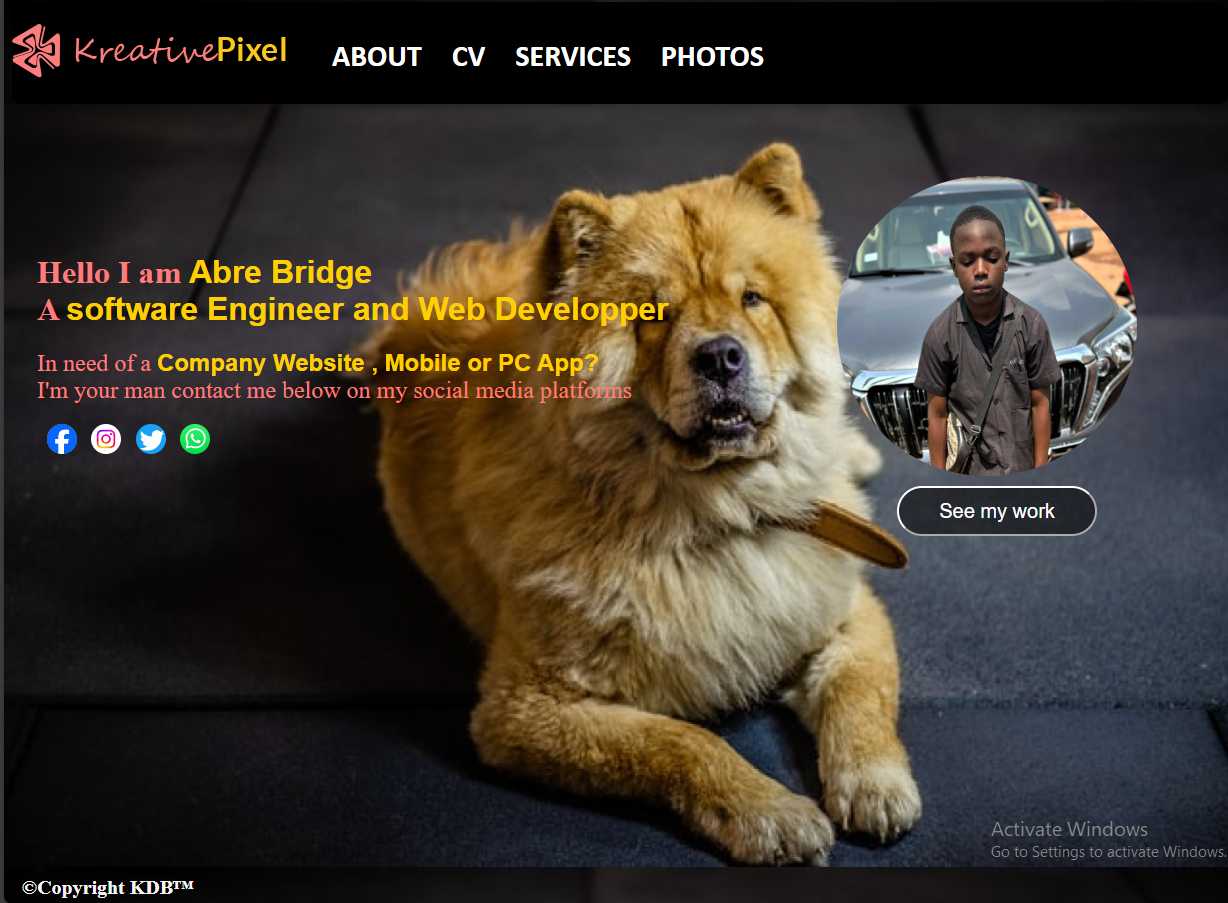 KreativePixel
ABOUT CV SERVICES PHOTOS
Hello I am Abre Bridge
A software Engineer and Web Developper
In need of a Company Website , Mobile or PC App?
I'm your man contact me below on my social media platforms
See my work
Activate Windows
Go to Settings to activate Windows.
©Copyright KDB™